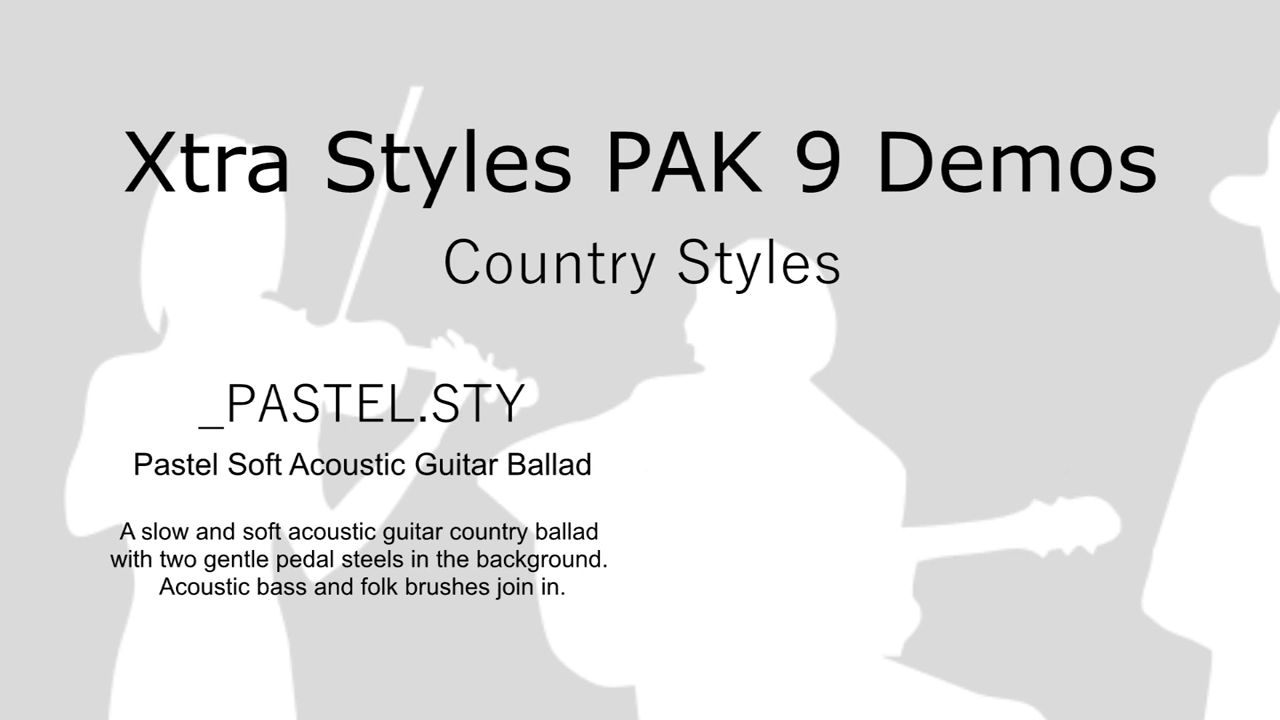 Xtra Styles PAK 9 Demos
Country Styles
_PASTEL.STY
Pastel Soft Acoustic Guitar Ballad
A slow and soft acoustic guitar country ballad
with two gentle pedal steels in the background.
Acoustic bass and folk brushes join in.